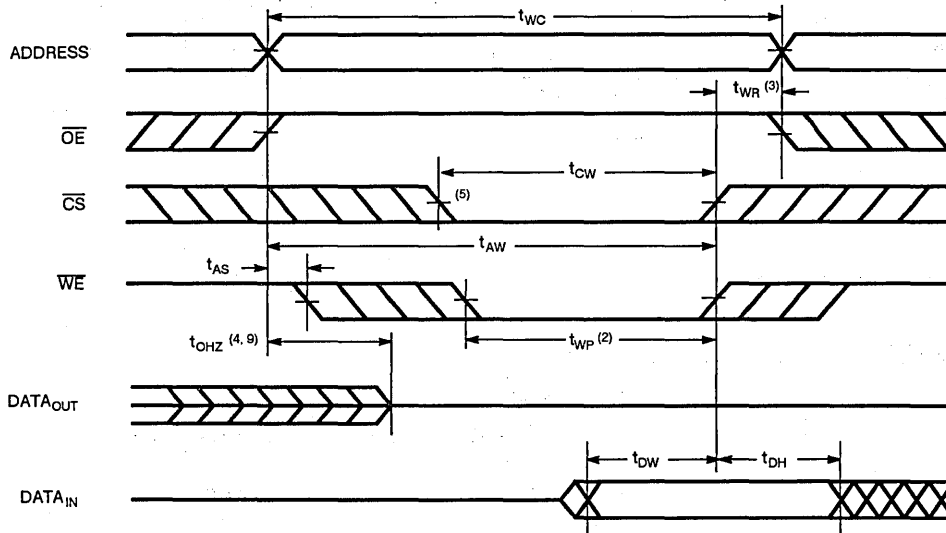 tWC
ADDRESS
tWR (3)
OE
tCW
CS
(5)
tAW
tAS
WE
tOHZ (4, 9)
tWP (2)
DATAOUT
tDW
tDH
DATAIN